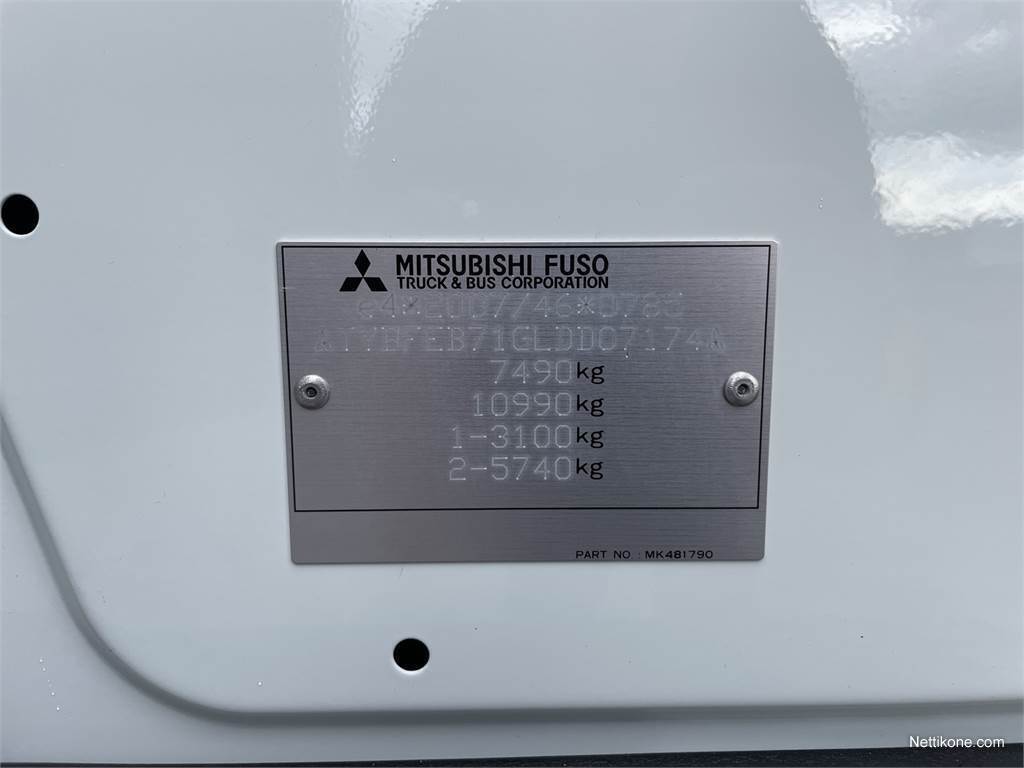 MITSUBISHI FUSO
TRUCK & BUS CORPORATION
7490kg
10990kg
1-3100kg
2-5740kg
PART NO. : MK481790
Nettikone.com